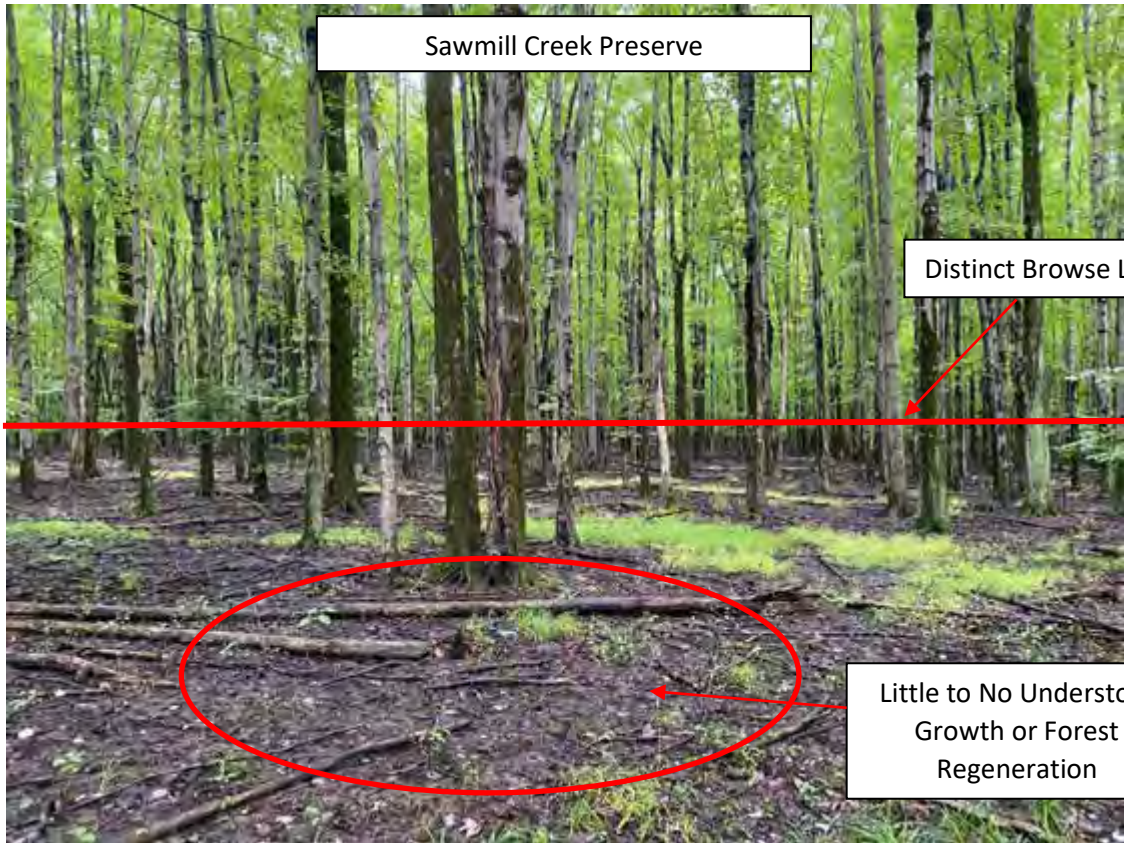 Sawmill Creek Preserve
Distinct Browse L
Little to No Understo
Growth or Forest
Regeneration